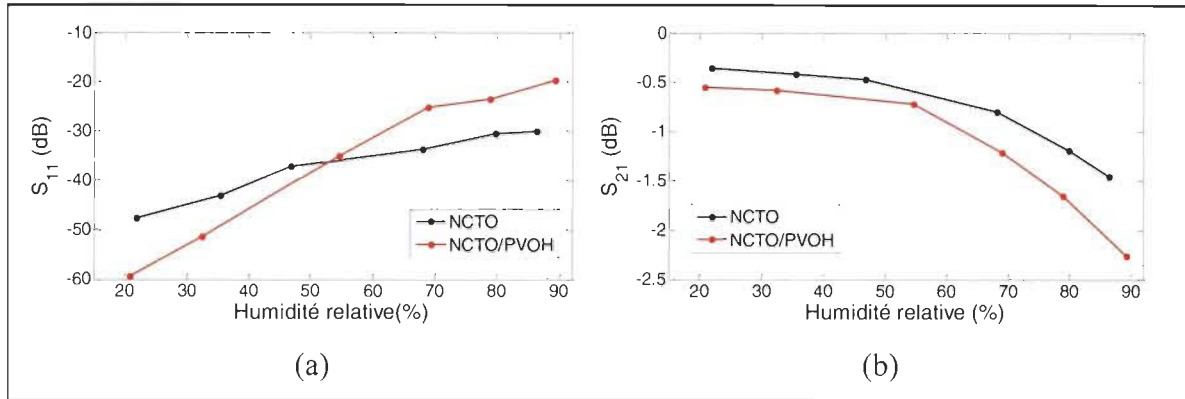 -10
-20
-30
-40
-50
-60
S11 (dB)
20 30 40 50 60 70 80 90
Humidité relative(%)
NCTO
NCTO/PVOH
(a)
0
-0.5
-1
-1.5
-2
-2.5
S21 (dB)
20 30 40 50 60 70 80 90
Humidité relative (%)
NCTO
NCTO/PVOH
(b)